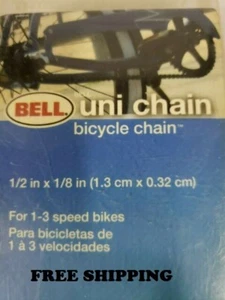 BELL
uni chain
bicycle chain™
1/2 in x 1/8 in (1.3 cm x 0.32 cm)
For 1-3 speed bikes
Para bicicletas de
1 à 3 velocidades
FREE SHIPPING